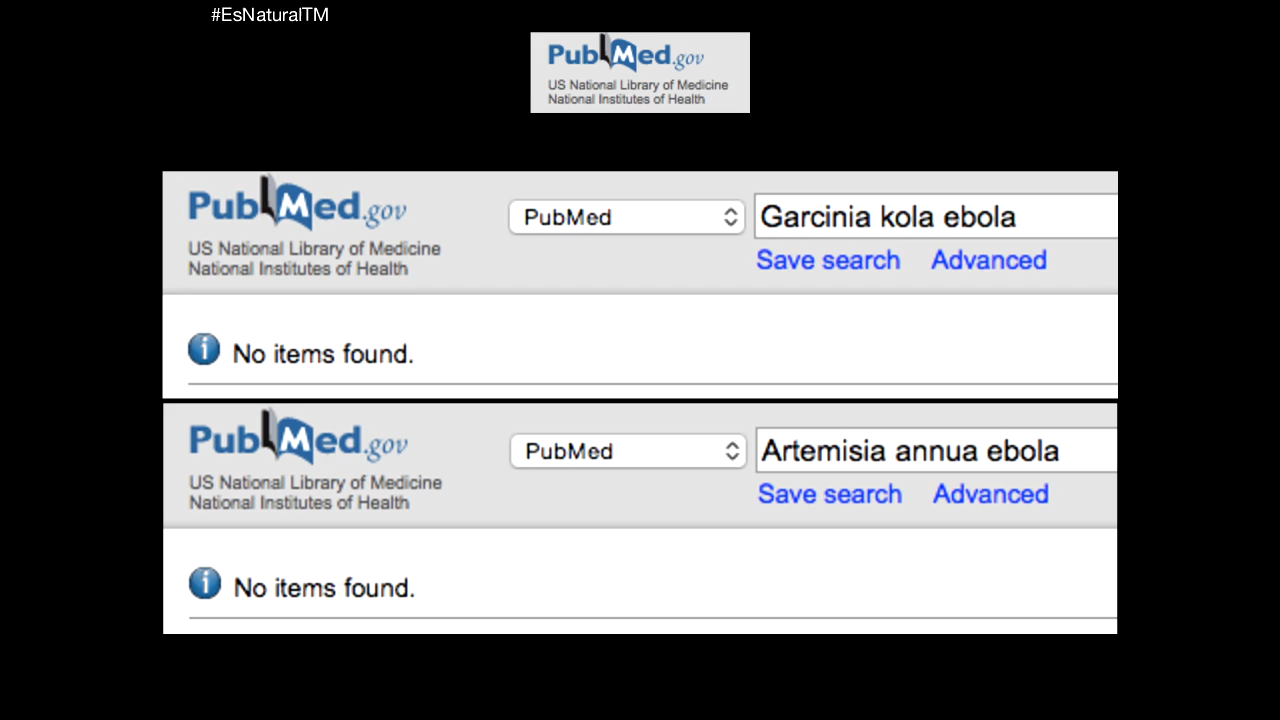 #EsNaturalTM
PubMed.gov
US National Library of Medicine
National Institutes of Health
PubMed.gov
US National Library of Medicine
National Institutes of Health
PubMed
Garcinia kola ebola
Save search Advanced
No items found.
PubMed.gov
US National Library of Medicine
National Institutes of Health
PubMed
Artemisia annua ebola
Save search Advanced
No items found.